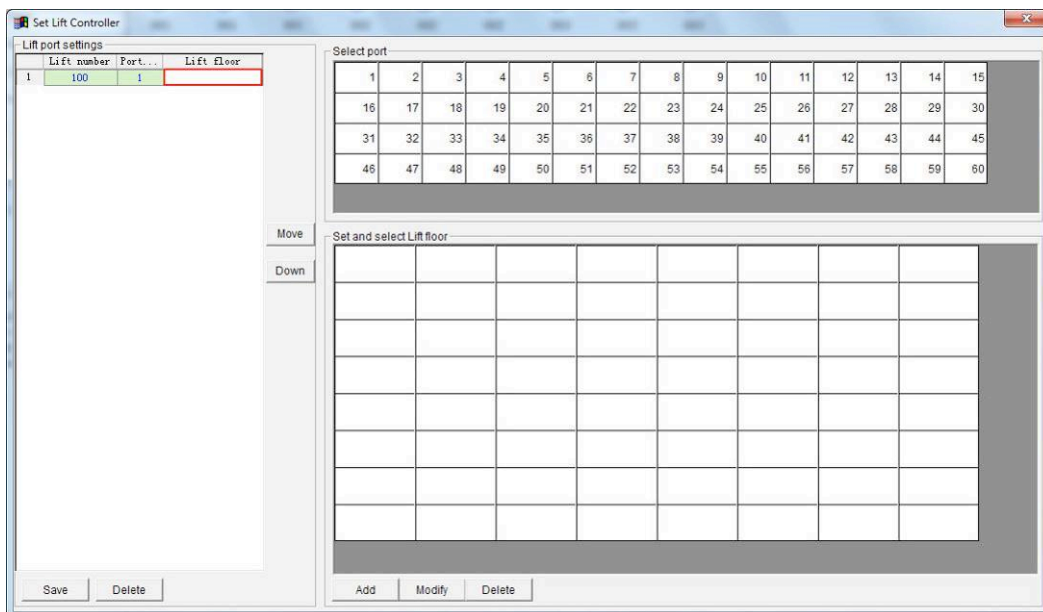 Set Lift Controller
Lift port settings
Lift number Port... Lift floor
1 100 1
Move
Down
Save Delete
Select port
1 2 3 4 5 6 7 8 9 10 11 12 13 14 15
16 17 18 19 20 21 22 23 24 25 26 27 28 29 30
31 32 33 34 35 36 37 38 39 40 41 42 43 44 45
46 47 48 49 50 51 52 53 54 55 56 57 58 59 60
Set and select Lift floor
Add Modify Delete